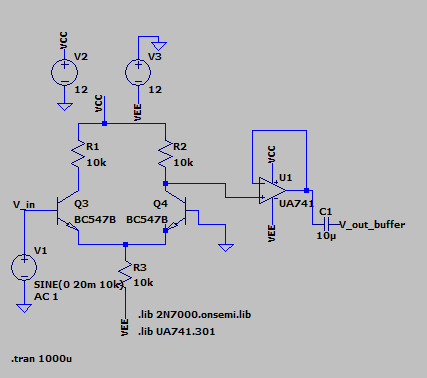 VCC
V2
12
V3
12
VEE
VCC
R1
10k
R2
10k
V_in
Q3
BC547B
Q4
BC547B
VCC
U1
UA741
VEE
C1
10µ
V_out_buffer
V1
SINE(0 20m 10k)
AC 1
R3
10k
VEE
.lib 2N7000.onsemi.lib
.lib UA741.301
.tran 1000u